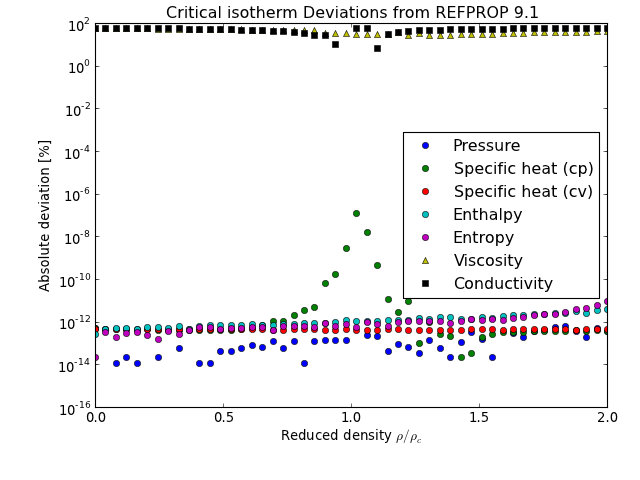 Critical isotherm Deviations from REFPROP 9.1
Absolute deviation [%]
10^2
10^0
10^-2
10^-4
10^-6
10^-8
10^-10
10^-12
10^-14
10^-16
Pressure
Specific heat (cp)
Specific heat (cv)
Enthalpy
Entropy
Viscosity
Conductivity
0.0 0.5 1.0 1.5 2.0
Reduced density ρ/ρ_c